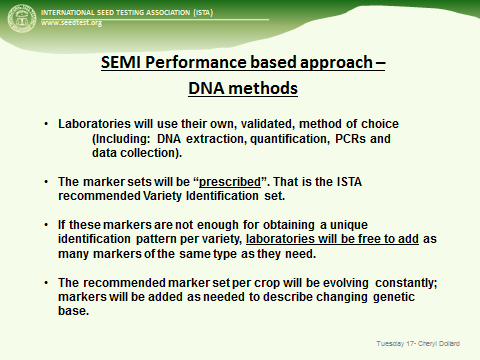 INTERNATIONAL SEED TESTING ASSOCIATION (ISTA)
www.seedtest.org
SEMI Performance based approach –
DNA methods
• Laboratories will use their own, validated, method of choice
(Including: DNA extraction, quantification, PCRs and
data collection).
• The marker sets will be “prescribed”. That is the ISTA
recommended Variety Identification set.
• If these markers are not enough for obtaining a unique
identification pattern per variety, laboratories will be free to add as
many markers of the same type as they need.
• The recommended marker set per crop will be evolving constantly;
markers will be added as needed to describe changing genetic
base.
Tuesday 17- Cheryl Dollard